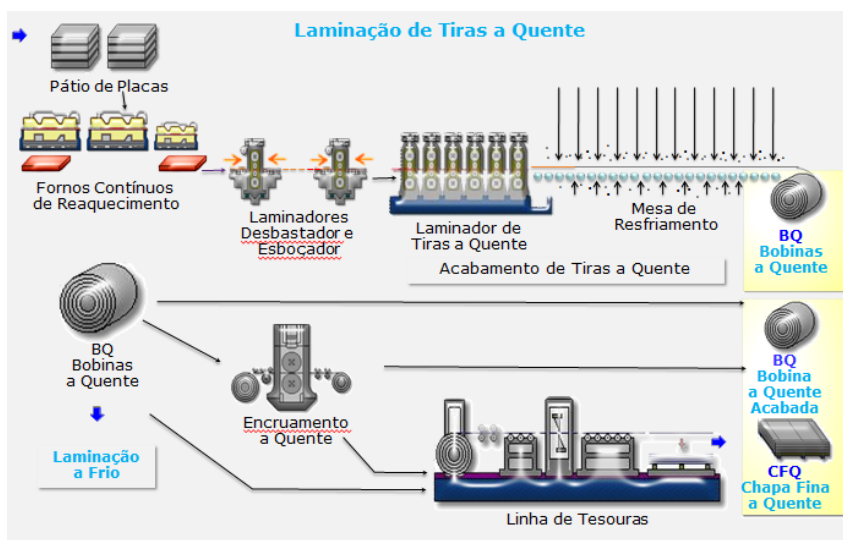 Laminação de Tiras a Quente
Pátio de Placas
Fornos Contínuos
de Reaquecimento
Laminadores
Desbastador e
Esboçador
Laminador de
Tiras a Quente
Mesa de
Resfriamento
Acabamento de Tiras a Quente
BQ
Bobinas
a Quente
BQ
Bobinas
a Quente
Laminação
a Frio
Encruamento
a Quente
Linha de Tesouras
BQ
Bobina
a Quente
Acabada
CFQ
Chapa Fina
a Quente